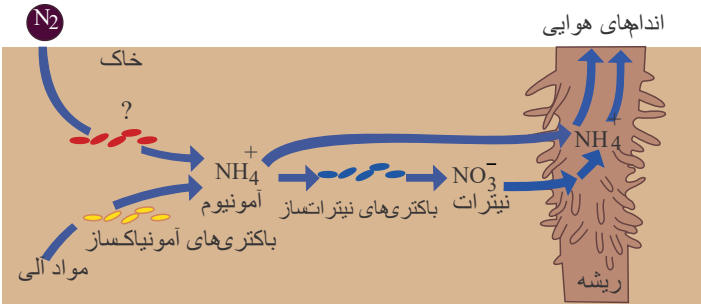 N2
اندام‌های هوایی
خاک
?
NH4+
NH4+
آمونیوم
NO3−
نیترات
باکتری‌های نیترات‌ساز
باکتری‌های آمونیاک‌ساز
مواد آلی
ریشه